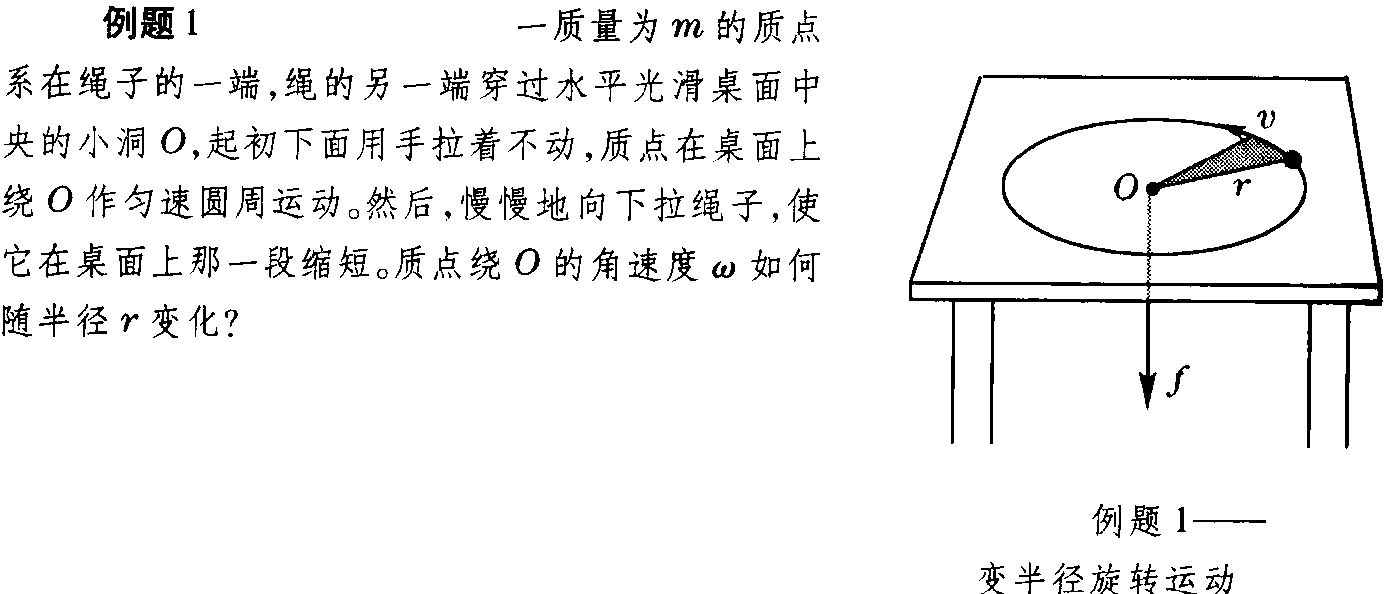 例题 1 一质量为 m 的质点
系在绳子的一端,绳的另一端穿过水平光滑桌面中
央的小洞 O,起初下面用手拉着不动,质点在桌面上
绕 O 作匀速圆周运动。然后,慢慢地向下拉绳子,使
它在桌面上那一段缩短。质点绕 O 的角速度 ω 如何
随半径 r 变化?
v
O
r
f
例题 1——
变半径旋转运动